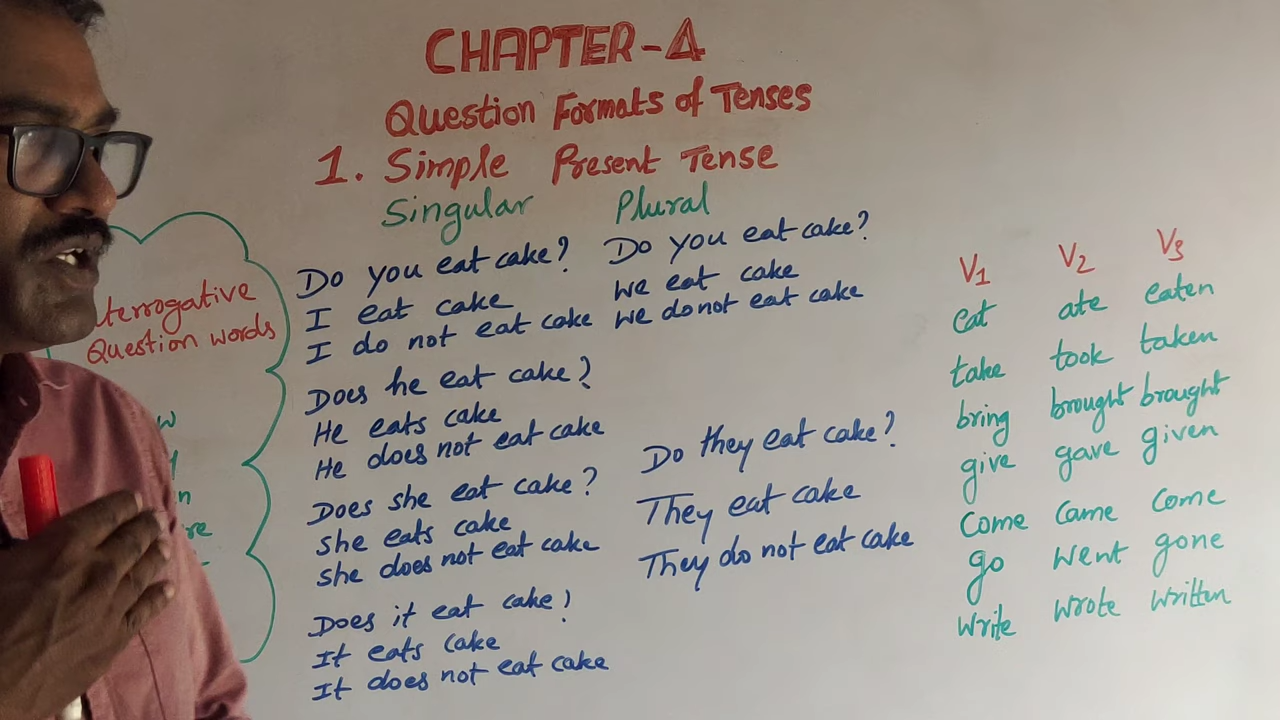 CHAPTER-4
Question Formats of Tenses
1. Simple Present Tense
Singular Plural
Do you eat cake? Do you eat cake?
I eat cake We eat cake
I do not eat cake We do not eat cake
Does he eat cake?
He eats cake
He does not eat cake
Does she eat cake?
She eats cake
She does not eat cake
Does it eat cake?
It eats cake
It does not eat cake
Do they eat cake?
They eat cake
They do not eat cake
V1 V2 V3
eat ate eaten
take took taken
bring brought brought
give gave given
come came come
go went gone
write wrote written
terrogative
Question words